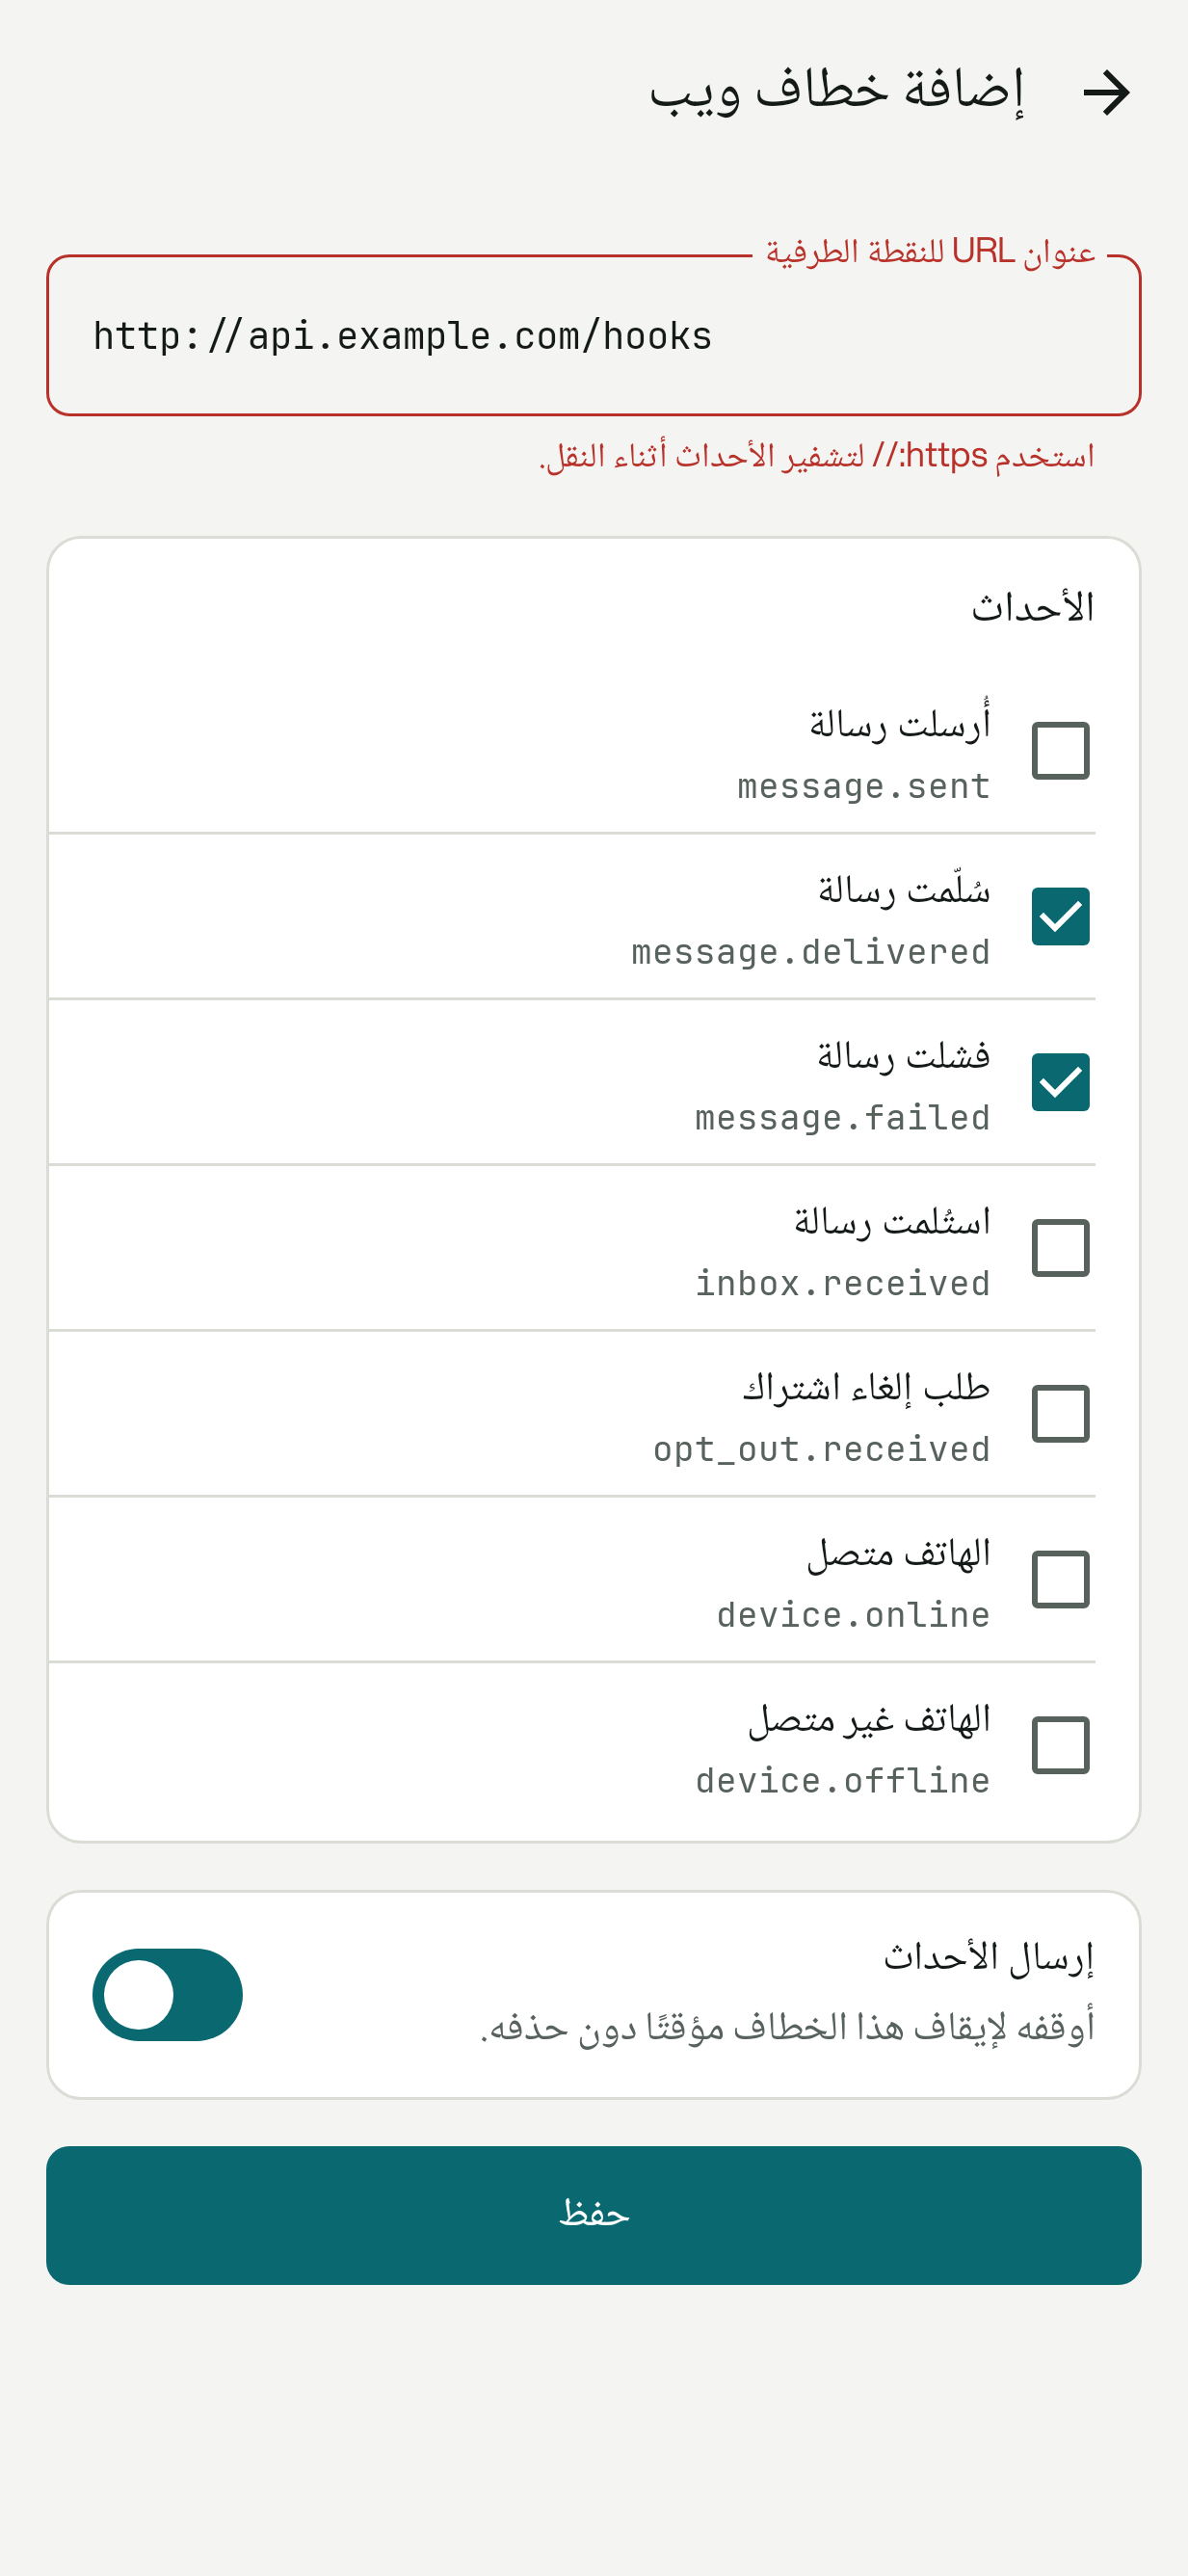 إضافة خطاف ويب
عنوان URL للنقطة الطرفية
http://api.example.com/hooks
استخدم https:// لتشفير الأحداث أثناء النقل.
الأحداث
أُرسلت رسالة
message.sent
سُلّمت رسالة
message.delivered
فشلت رسالة
message.failed
استُلمت رسالة
inbox.received
طلب إلغاء اشتراك
opt_out.received
الهاتف متصل
device.online
الهاتف غير متصل
device.offline
إرسال الأحداث
أوقفه لإيقاف هذا الخطاف مؤقتًا دون حذفه.
حفظ